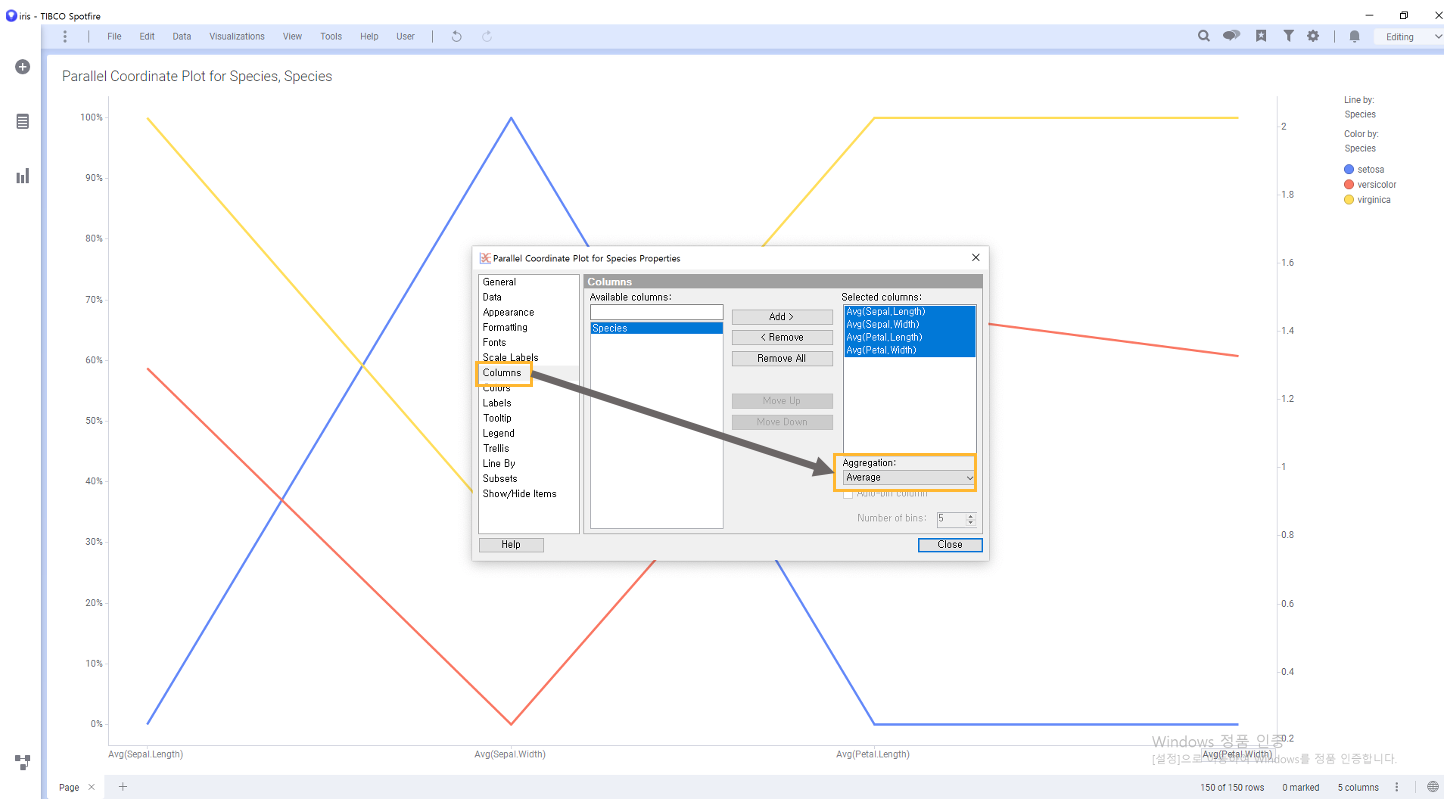 iris - TIBCO Spotfire
File Edit Data Visualizations View Tools Help User
Editing
Parallel Coordinate Plot for Species, Species
100%
90%
80%
70%
60%
50%
40%
30%
20%
10%
0%
2
1.8
1.6
1.4
1.2
1
0.8
0.6
0.4
0.2
Line by:
Species
Color by:
Species
setosa
versicolor
virginica
Parallel Coordinate Plot for Species Properties
General
Data
Appearance
Formatting
Fonts
Scale Labels
Columns
Colors
Labels
Tooltip
Legend
Trellis
Line By
Subsets
Show/Hide Items
Columns
Available columns:
Species
Add >
< Remove
Remove All
Move Up
Move Down
Selected columns:
Avg(Sepal.Length)
Avg(Sepal.Width)
Avg(Petal.Length)
Avg(Petal.Width)
Aggregation:
Average
Auto-bin column
Number of bins: 5
Help
Close
Avg(Sepal.Length) Avg(Sepal.Width) Avg(Petal.Length) Avg(Petal.Width)
Windows 정품 인증
[설정]으로 이동하여 Windows를 정품 인증합니다.
Page
150 of 150 rows 0 marked 5 columns